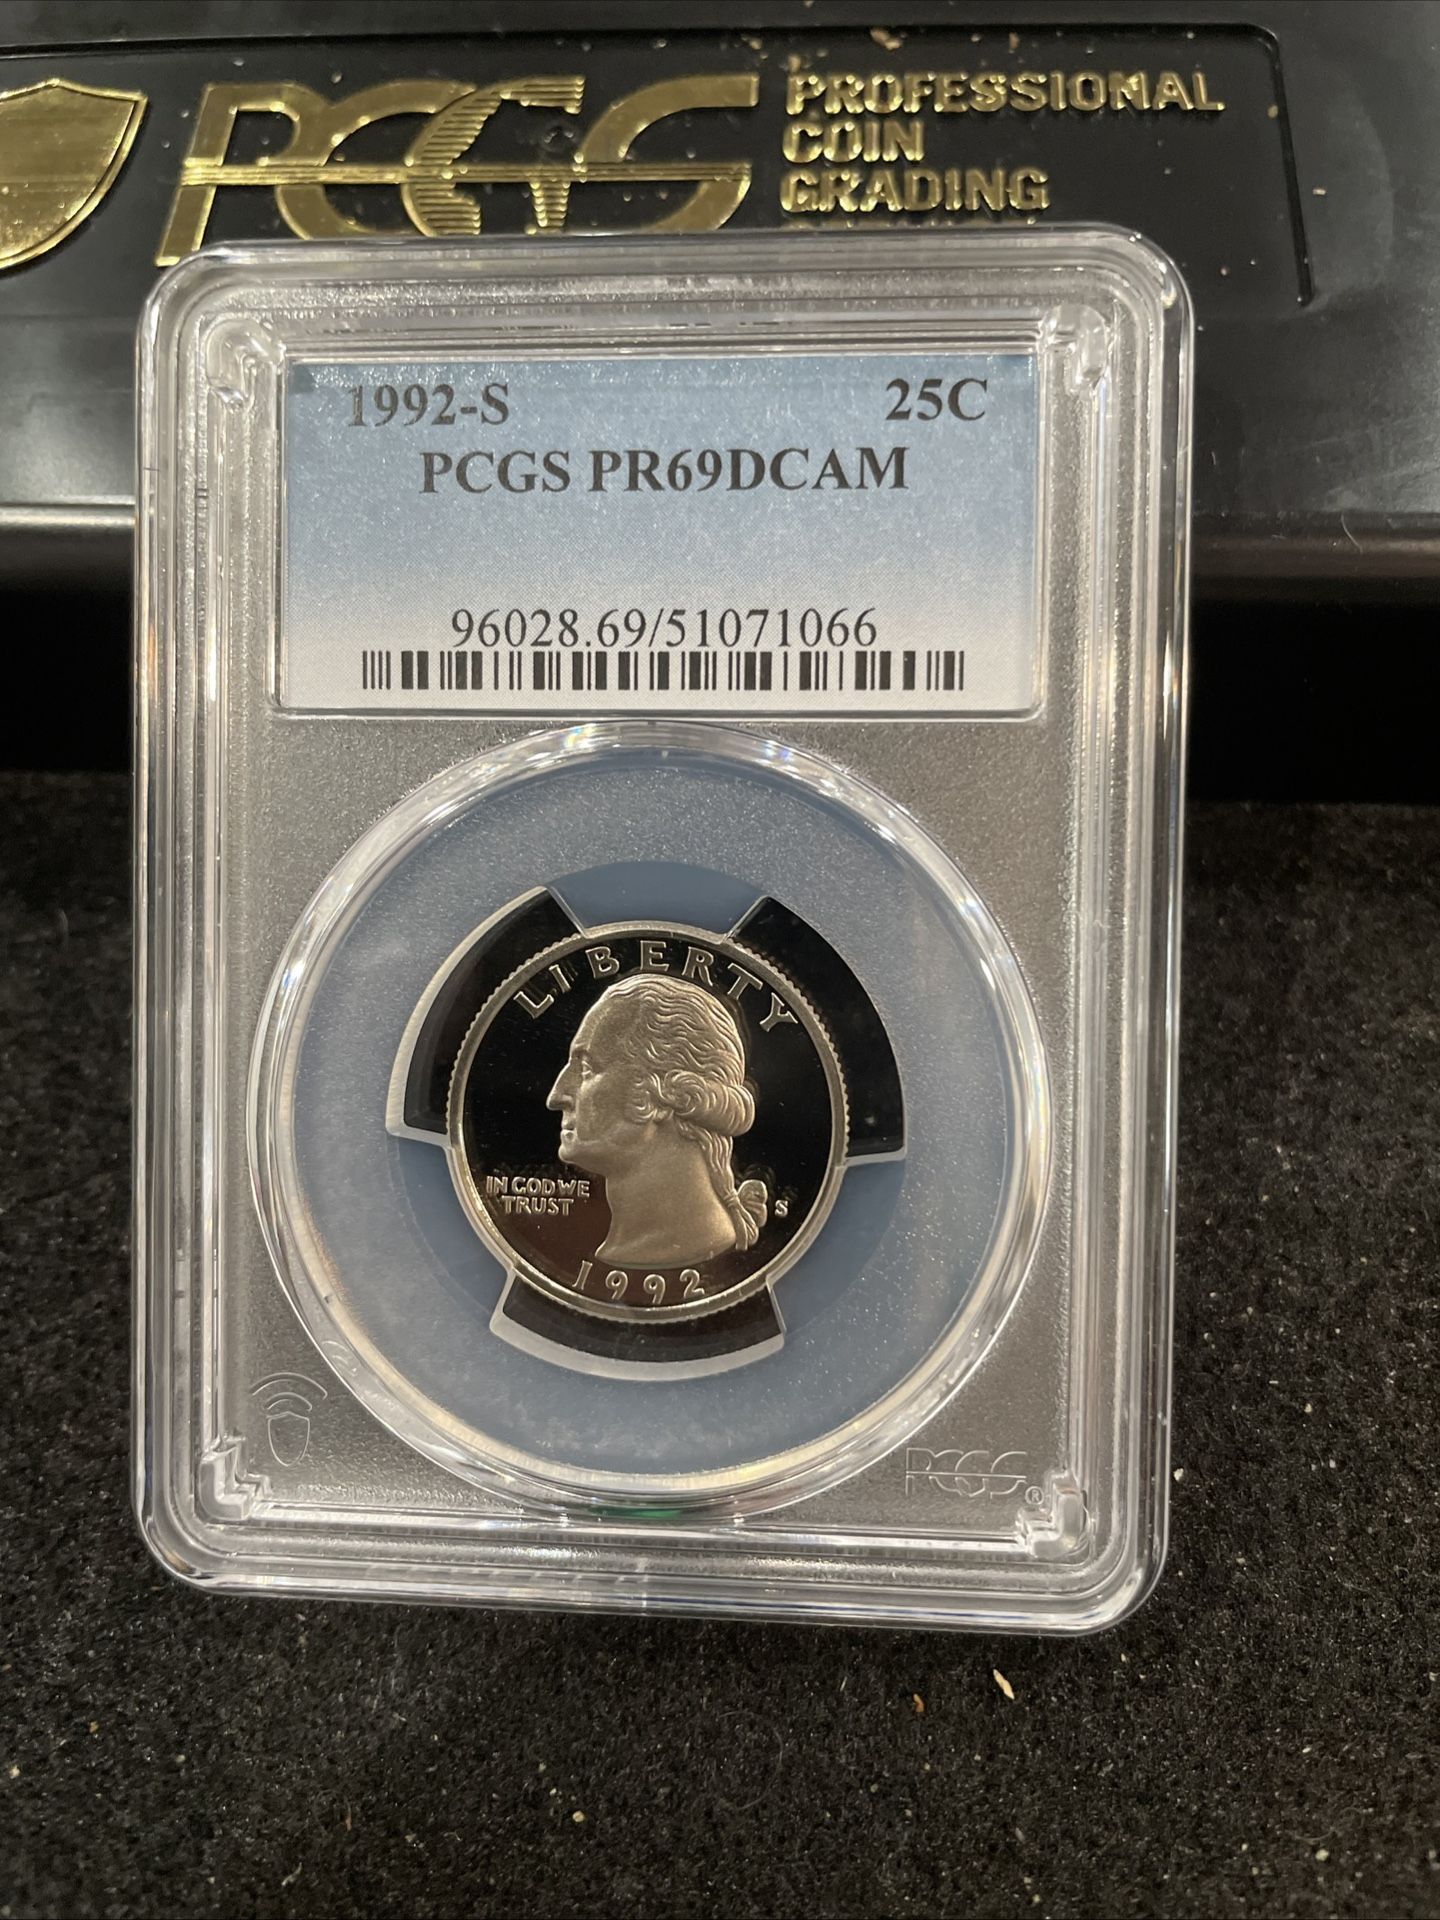 PCGS
PROFESSIONAL
COIN
GRADING
1992-S 25C
PCGS PR69DCAM
96028.69/51071066
LIBERTY
IN GOD WE
TRUST
S
1992
PCGS®